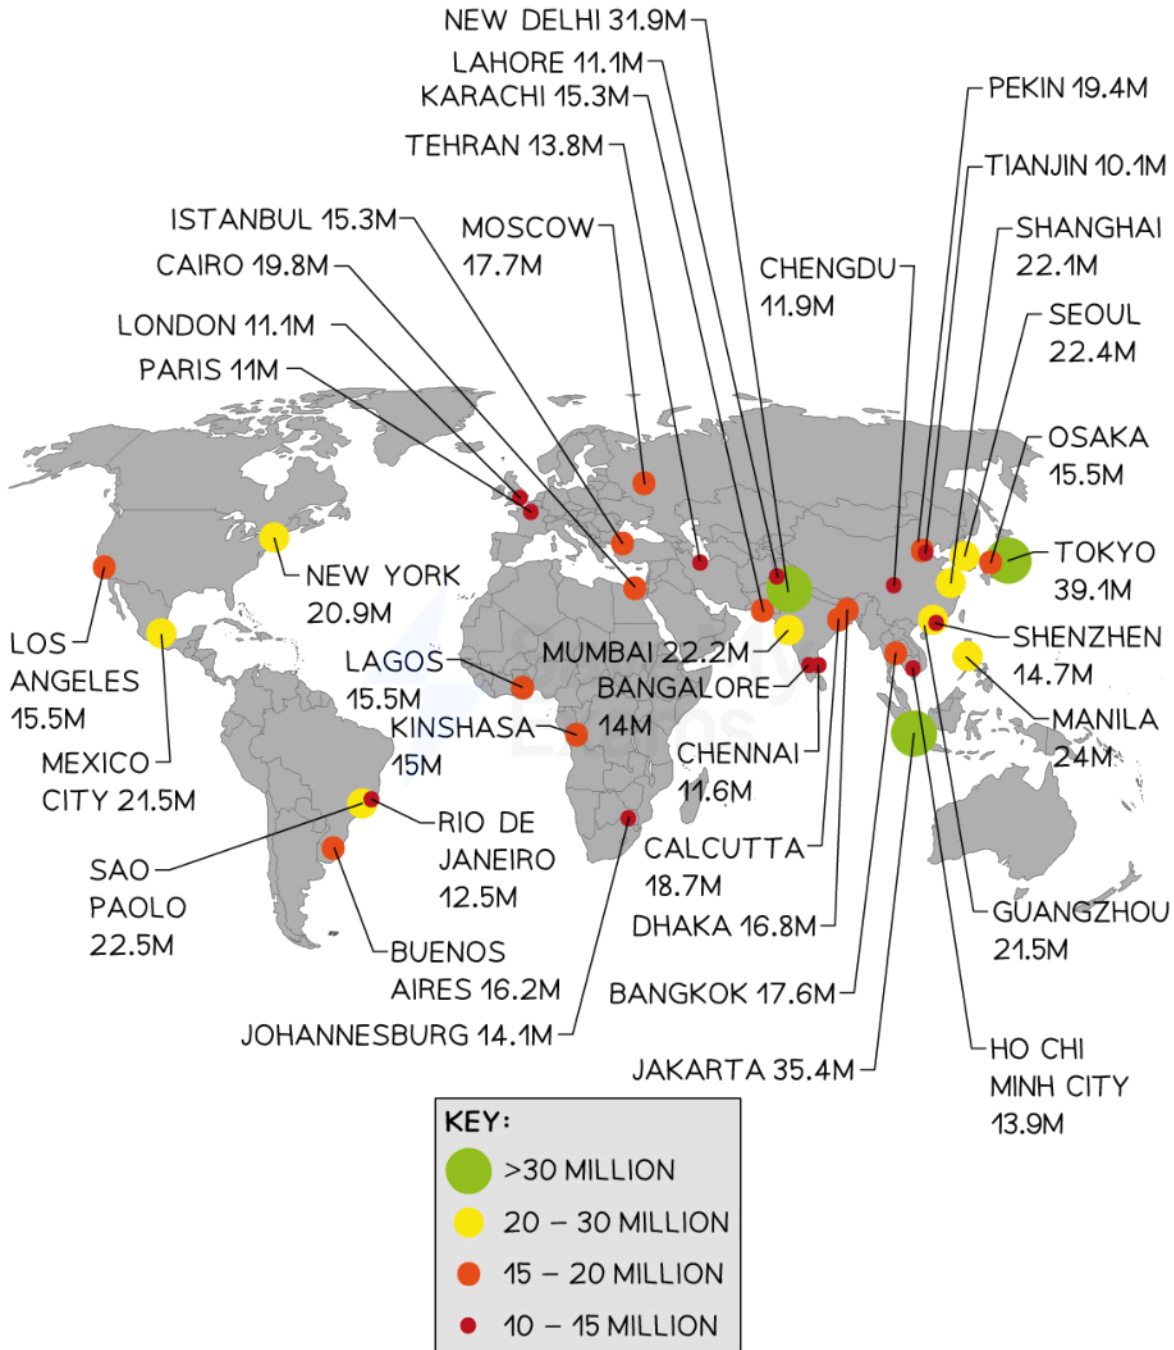 NEW DELHI 31.9M
LAHORE 11.1M
KARACHI 15.3M
TEHRAN 13.8M
ISTANBUL 15.3M
CAIRO 19.8M
LONDON 11.1M
PARIS 11M
MOSCOW
17.7M
CHENGDU
11.9M
PEKIN 19.4M
TIANJIN 10.1M
SHANGHAI
22.1M
SEOUL
22.4M
OSAKA
15.5M
TOKYO
39.1M
SHENZHEN
14.7M
MANILA
24M
GUANGZHOU
21.5M
HO CHI
MINH CITY
13.9M
NEW YORK
20.9M
LOS
ANGELES
15.5M
MEXICO
CITY 21.5M
SAO
PAOLO
22.5M
RIO DE
JANEIRO
12.5M
BUENOS
AIRES 16.2M
LAGOS
15.5M
KINSHASA
15M
JOHANNESBURG 14.1M
MUMBAI 22.2M
BANGALORE
14M
CHENNAI
11.6M
CALCUTTA
18.7M
DHAKA 16.8M
BANGKOK 17.6M
JAKARTA 35.4M
KEY:
>30 MILLION
20 – 30 MILLION
15 – 20 MILLION
10 – 15 MILLION